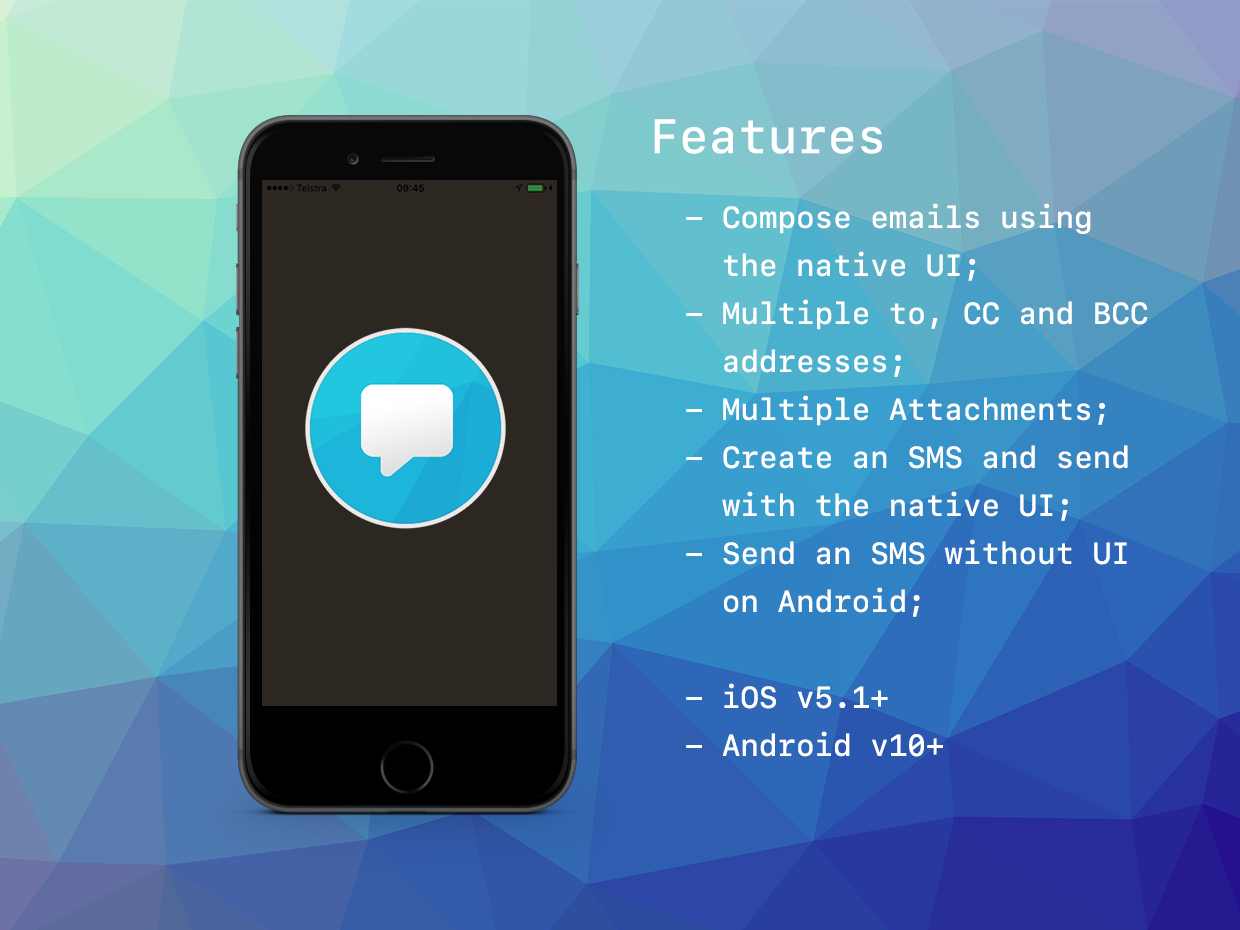 Telstra 09:45
Features
– Compose emails using
the native UI;
– Multiple to, CC and BCC
addresses;
– Multiple Attachments;
– Create an SMS and send
with the native UI;
– Send an SMS without UI
on Android;
– iOS v5.1+
– Android v10+